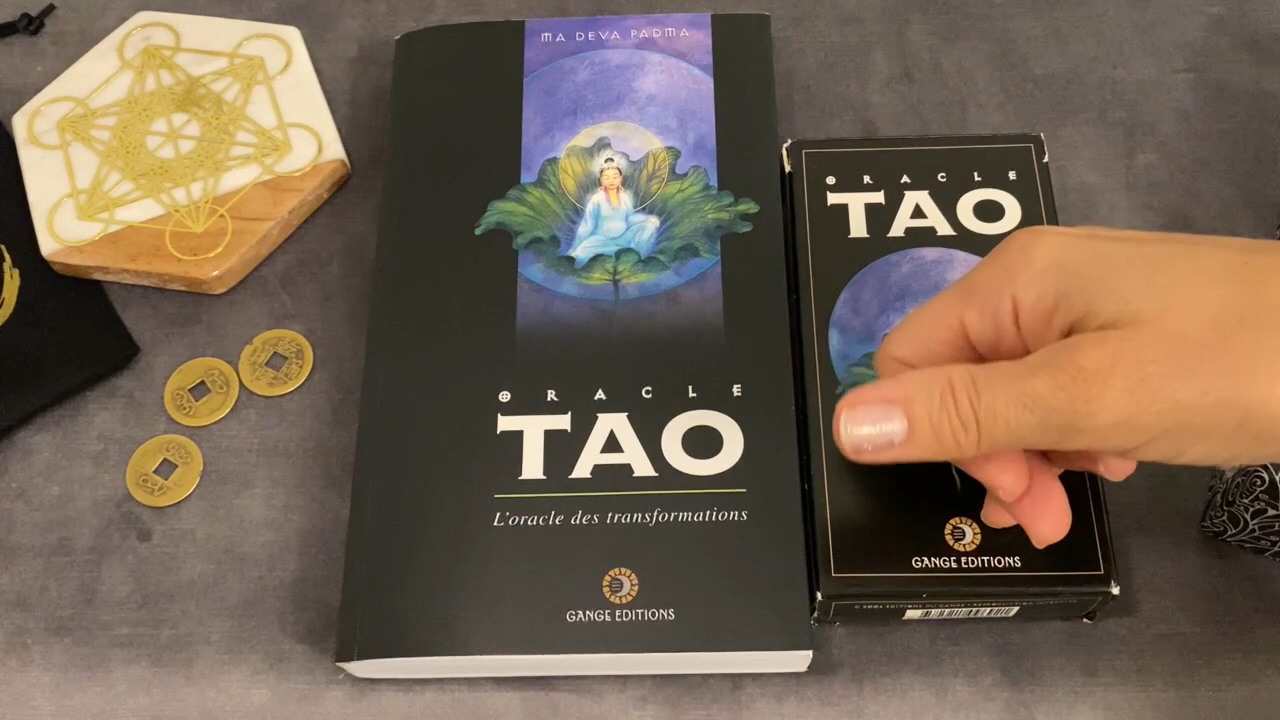 MA DEVA PADMA
ORACLE
TAO
L'oracle des transformations
GANGE EDITIONS
ORACLE
TAO
GANGE EDITIONS